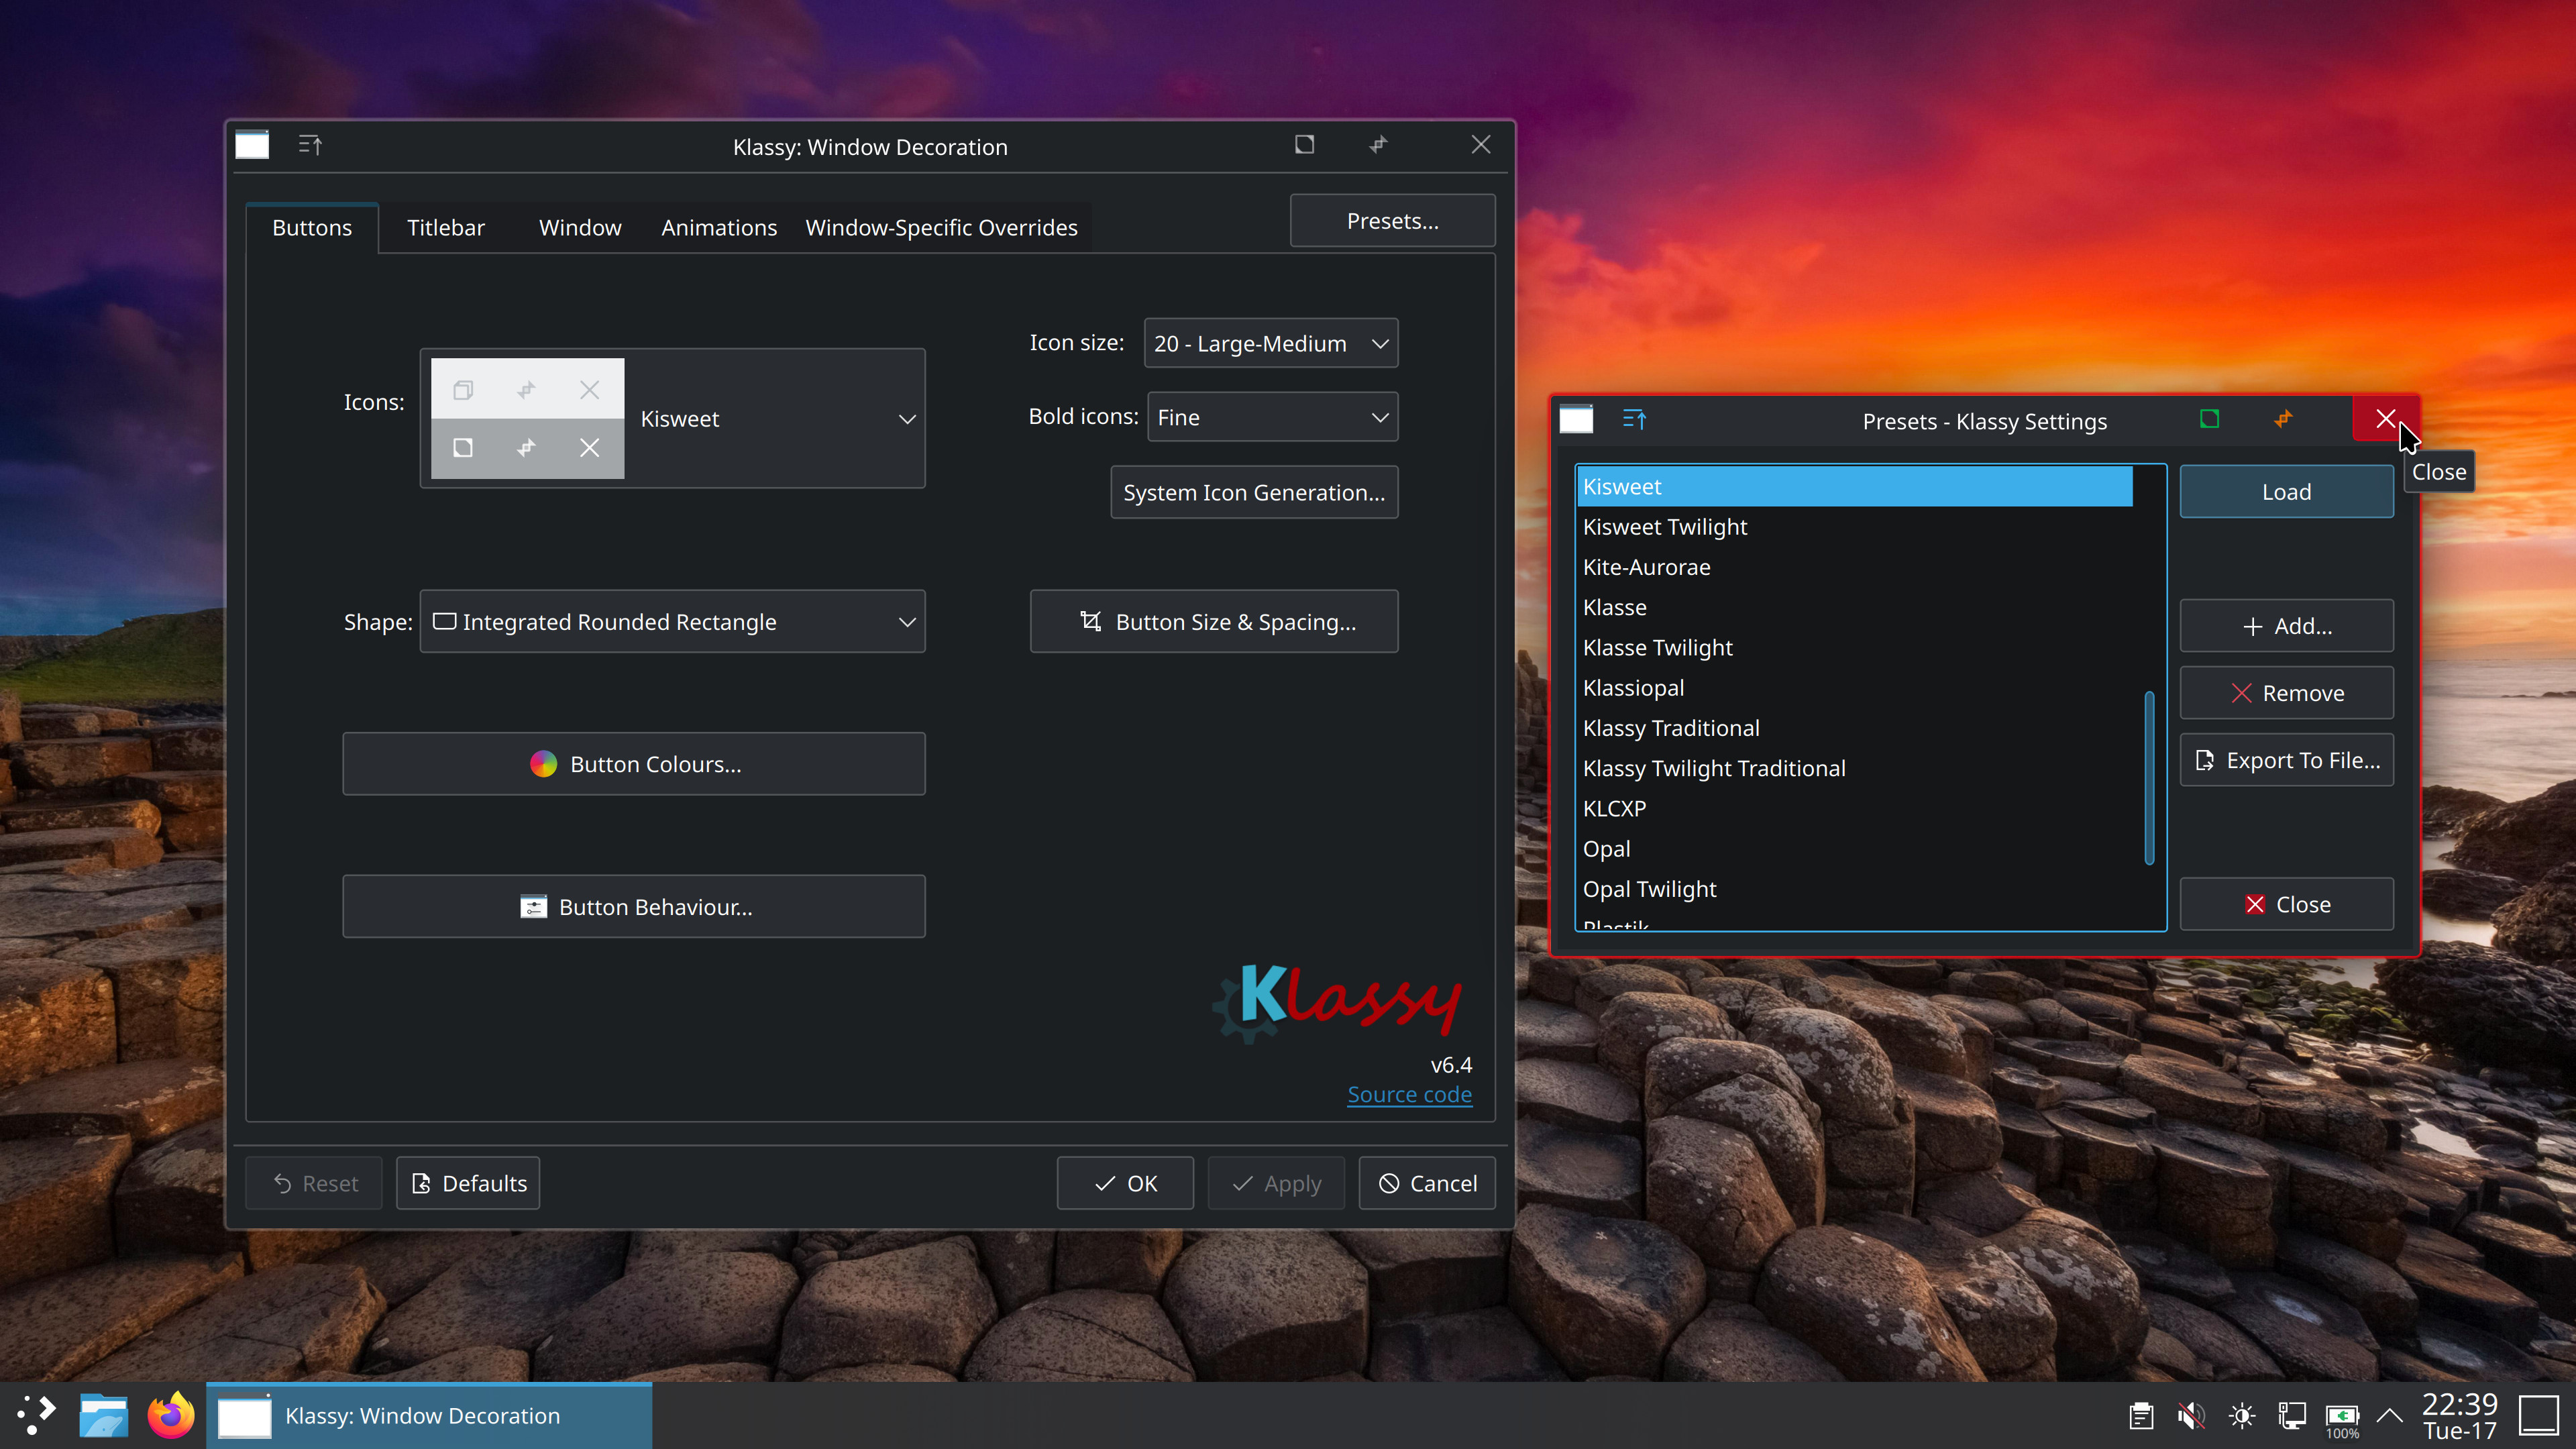 Klassy: Window Decoration
Buttons
Titlebar
Window
Animations
Window-Specific Overrides
Presets...
Icons:
Kisweet
Icon size:
20 - Large-Medium
Bold icons:
Fine
System Icon Generation...
Shape:
Integrated Rounded Rectangle
Button Size & Spacing...
Button Colours...
Button Behaviour...
Klassy
v6.4
Source code
Reset
Defaults
OK
Apply
Cancel
Presets - Klassy Settings
Close
Kisweet
Kisweet Twilight
Kite-Aurorae
Klasse
Klasse Twilight
Klassiopal
Klassy Traditional
Klassy Twilight Traditional
KLCXP
Opal
Opal Twilight
Plastik
Load
Add...
Remove
Export To File...
Close
Klassy: Window Decoration
100%
22:39
Tue-17